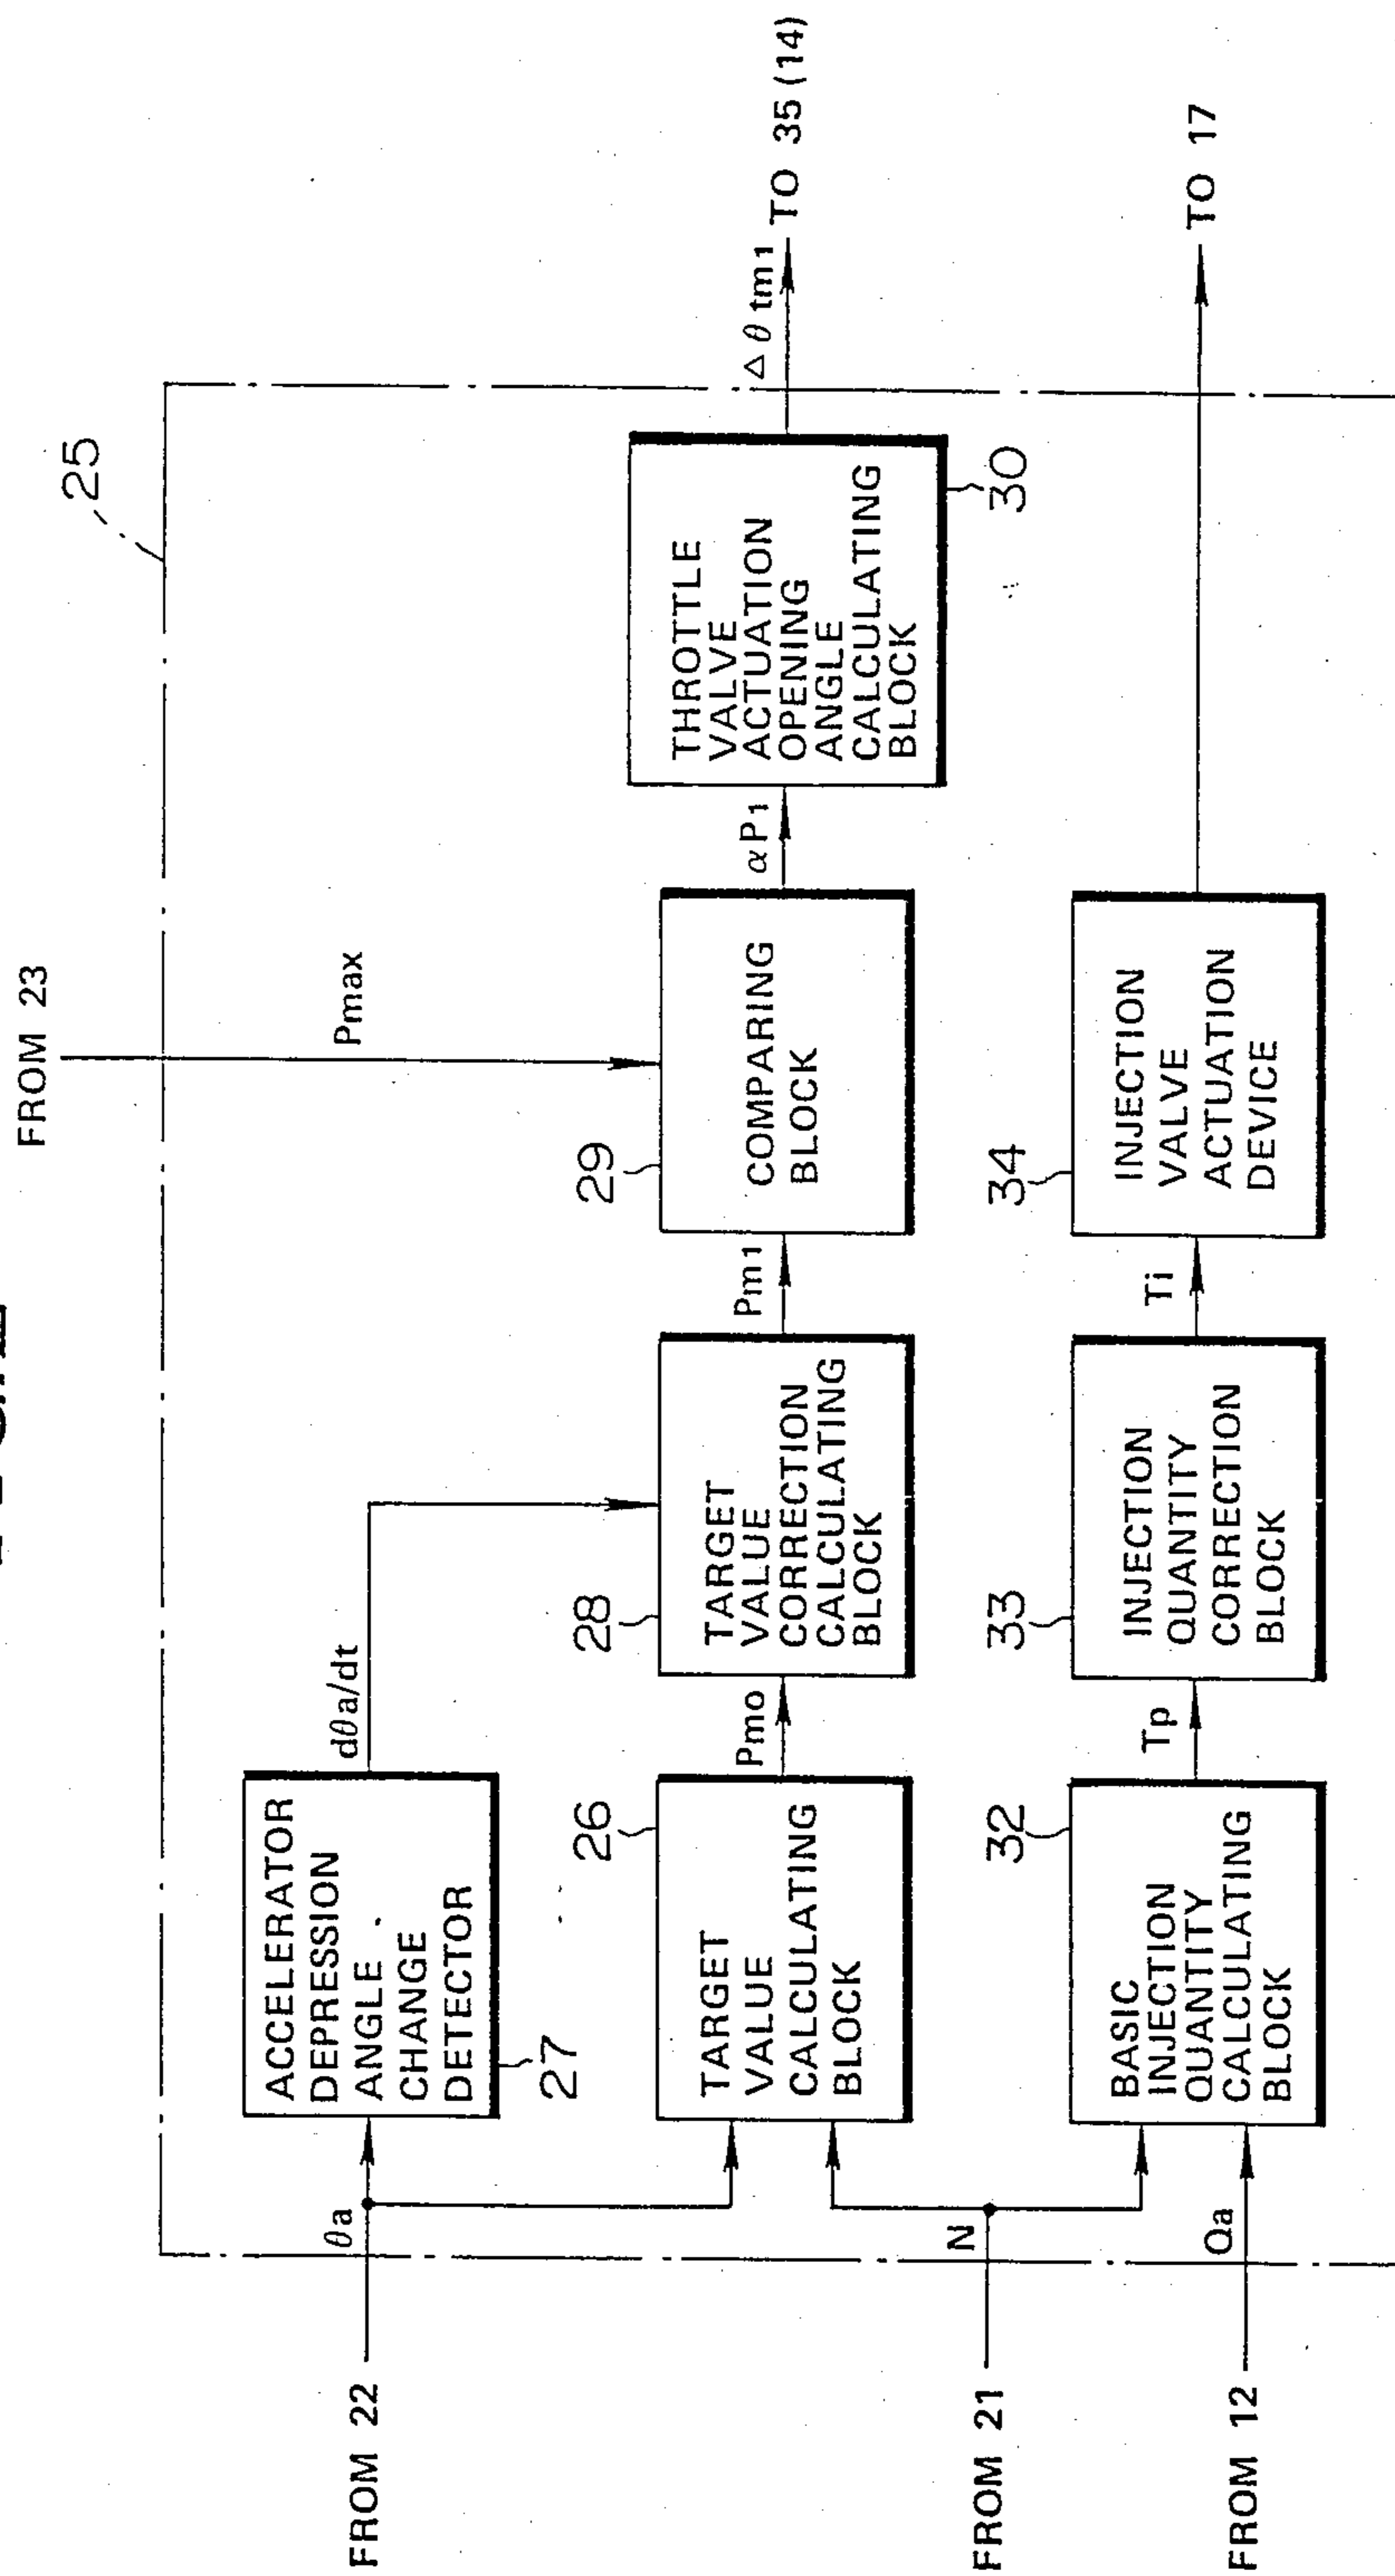 FROM 23
25
Pmax
ACCELERATOR
DEPRESSION
ANGLE
CHANGE
DETECTOR
27
dθa/dt
FROM 22
θa
TARGET
VALUE
CALCULATING
BLOCK
26
Pmo
TARGET
VALUE
CORRECTION
CALCULATING
BLOCK
28
Pm1
COMPARING
BLOCK
29
αP1
THROTTLE
VALVE
ACTUATION
OPENING
ANGLE
CALCULATING
BLOCK
30
Δθtm1
TO 35 (14)
FROM 21
N
FROM 12
Qa
BASIC
INJECTION
QUANTITY
CALCULATING
BLOCK
32
Tp
INJECTION
QUANTITY
CORRECTION
BLOCK
33
Ti
INJECTION
VALVE
ACTUATION
DEVICE
34
TO 17